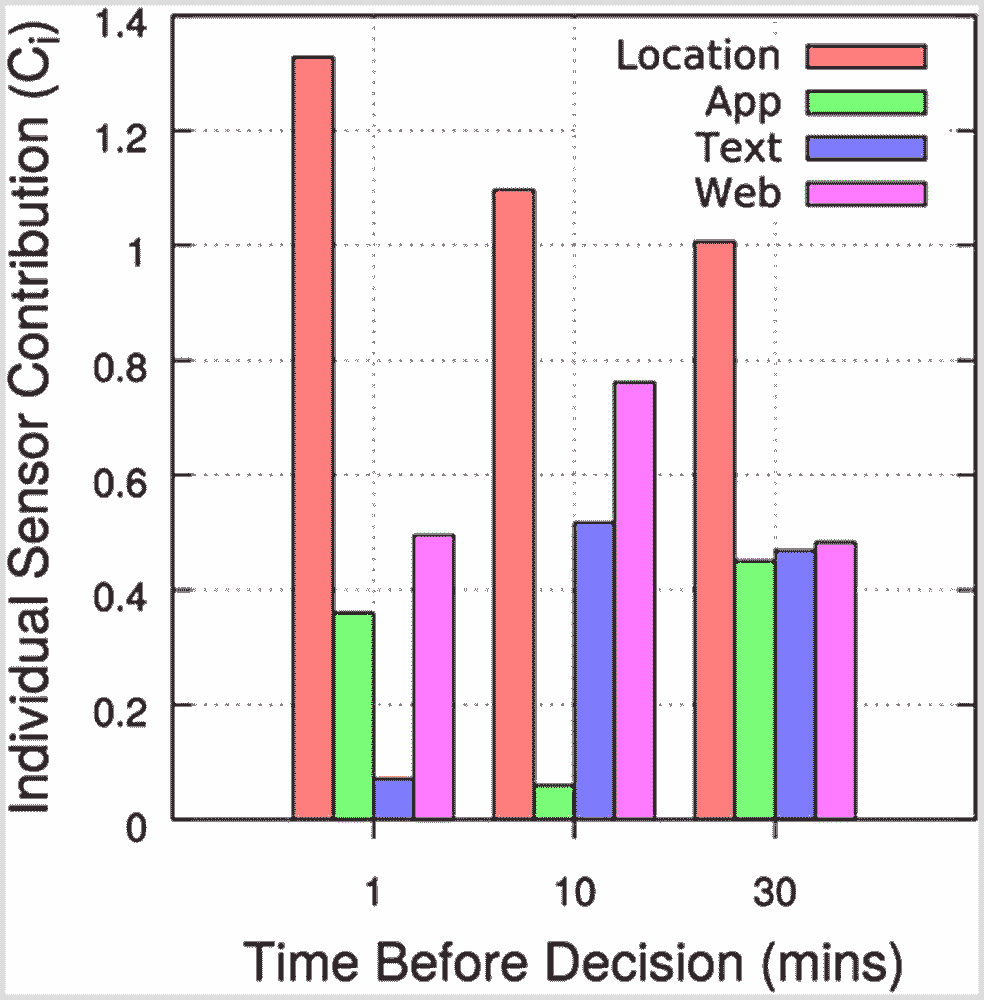 Individual Sensor Contribution (Ci)
1.4
1.2
1
0.8
0.6
0.4
0.2
0
Location
App
Text
Web
1 10 30
Time Before Decision (mins)